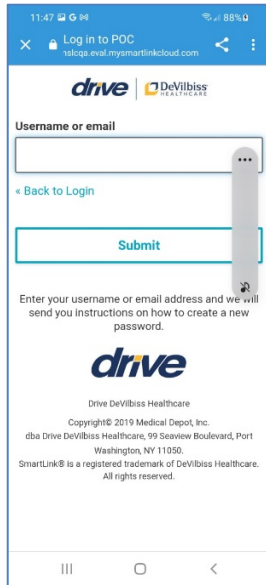 11:47
88%
Log in to POC
nslcqa.eval.mysmartlinkcloud.com
drive DeVilbiss
HEALTHCARE
Username or email
« Back to Login
Submit
Enter your username or email address and we will
send you instructions on how to create a new
password.
drive
Drive DeVilbiss Healthcare
Copyright© 2019 Medical Depot, Inc.
dba Drive DeVilbiss Healthcare, 99 Seaview Boulevard, Port
Washington, NY 11050.
SmartLink® is a registered trademark of DeVilbiss Healthcare.
All rights reserved.